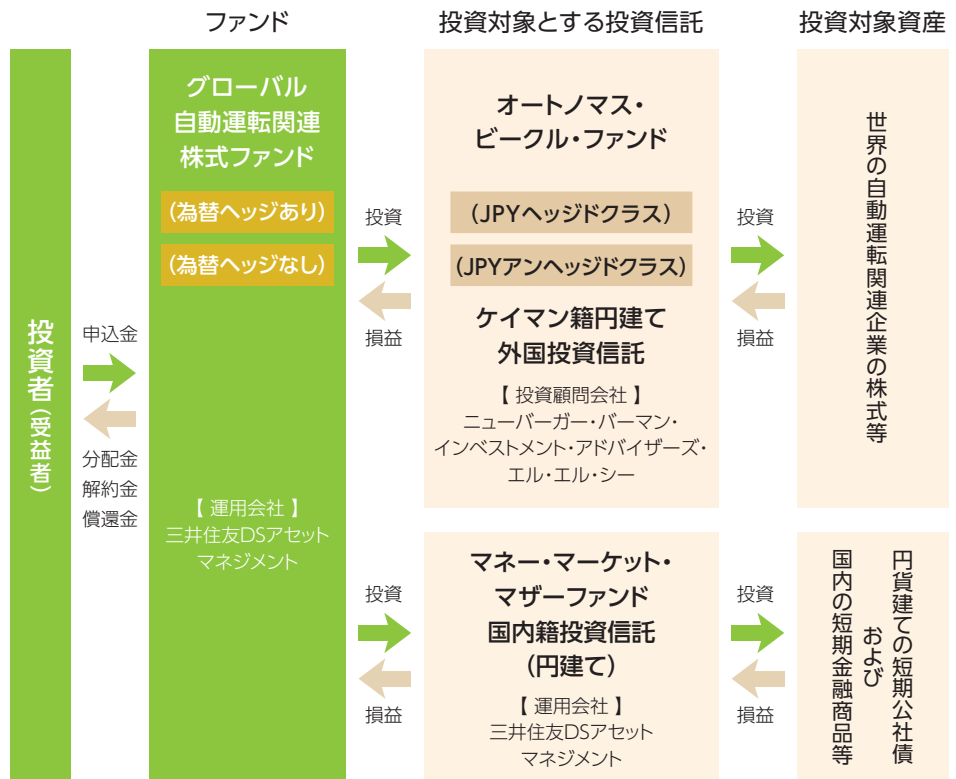 ファンド
投資対象とする投資信託
投資対象資産
投資者(受益者)
申込金
分配金
解約金
償還金
グローバル
自動運転関連
株式ファンド
(為替ヘッジあり)
(為替ヘッジなし)
【 運用会社 】
三井住友DSアセット
マネジメント
投資
損益
オートノマス・
ビークル・ファンド
(JPYヘッジドクラス)
(JPYアンヘッジドクラス)
ケイマン籍円建て
外国投資信託
【 投資顧問会社 】
ニューバーガー・バーマン・
インベストメント・アドバイザーズ・
エル・エル・シー
投資
損益
世界の自動運転関連企業の株式等
投資
損益
マネー・マーケット・
マザーファンド
国内籍投資信託
(円建て)
【 運用会社 】
三井住友DSアセット
マネジメント
投資
損益
円貨建ての短期公社債
および
国内の短期金融商品等